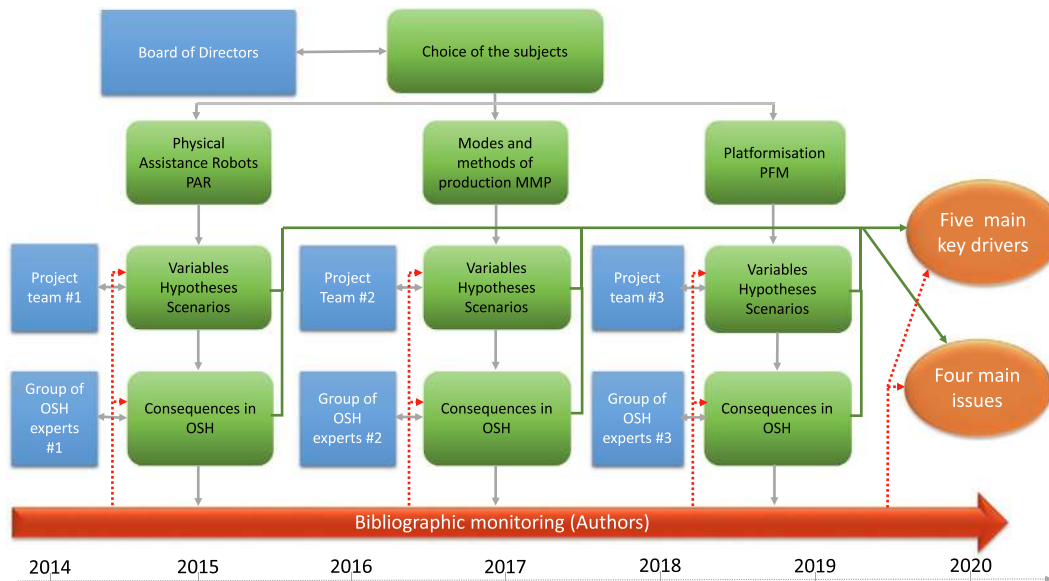 Board of Directors
Choice of the subjects
Physical
Assistance Robots
PAR
Modes and
methods of
production MMP
Platformisation
PFM
Five main
key drivers
Project
team #1
Variables
Hypotheses
Scenarios
Project
Team #2
Variables
Hypotheses
Scenarios
Project
team #3
Variables
Hypotheses
Scenarios
Four main
issues
Group of
OSH
experts
#1
Consequences in
OSH
Group of
OSH
experts #2
Consequences in
OSH
Group of
OSH
experts #3
Consequences in
OSH
Bibliographic monitoring (Authors)
2014 2015 2016 2017 2018 2019 2020